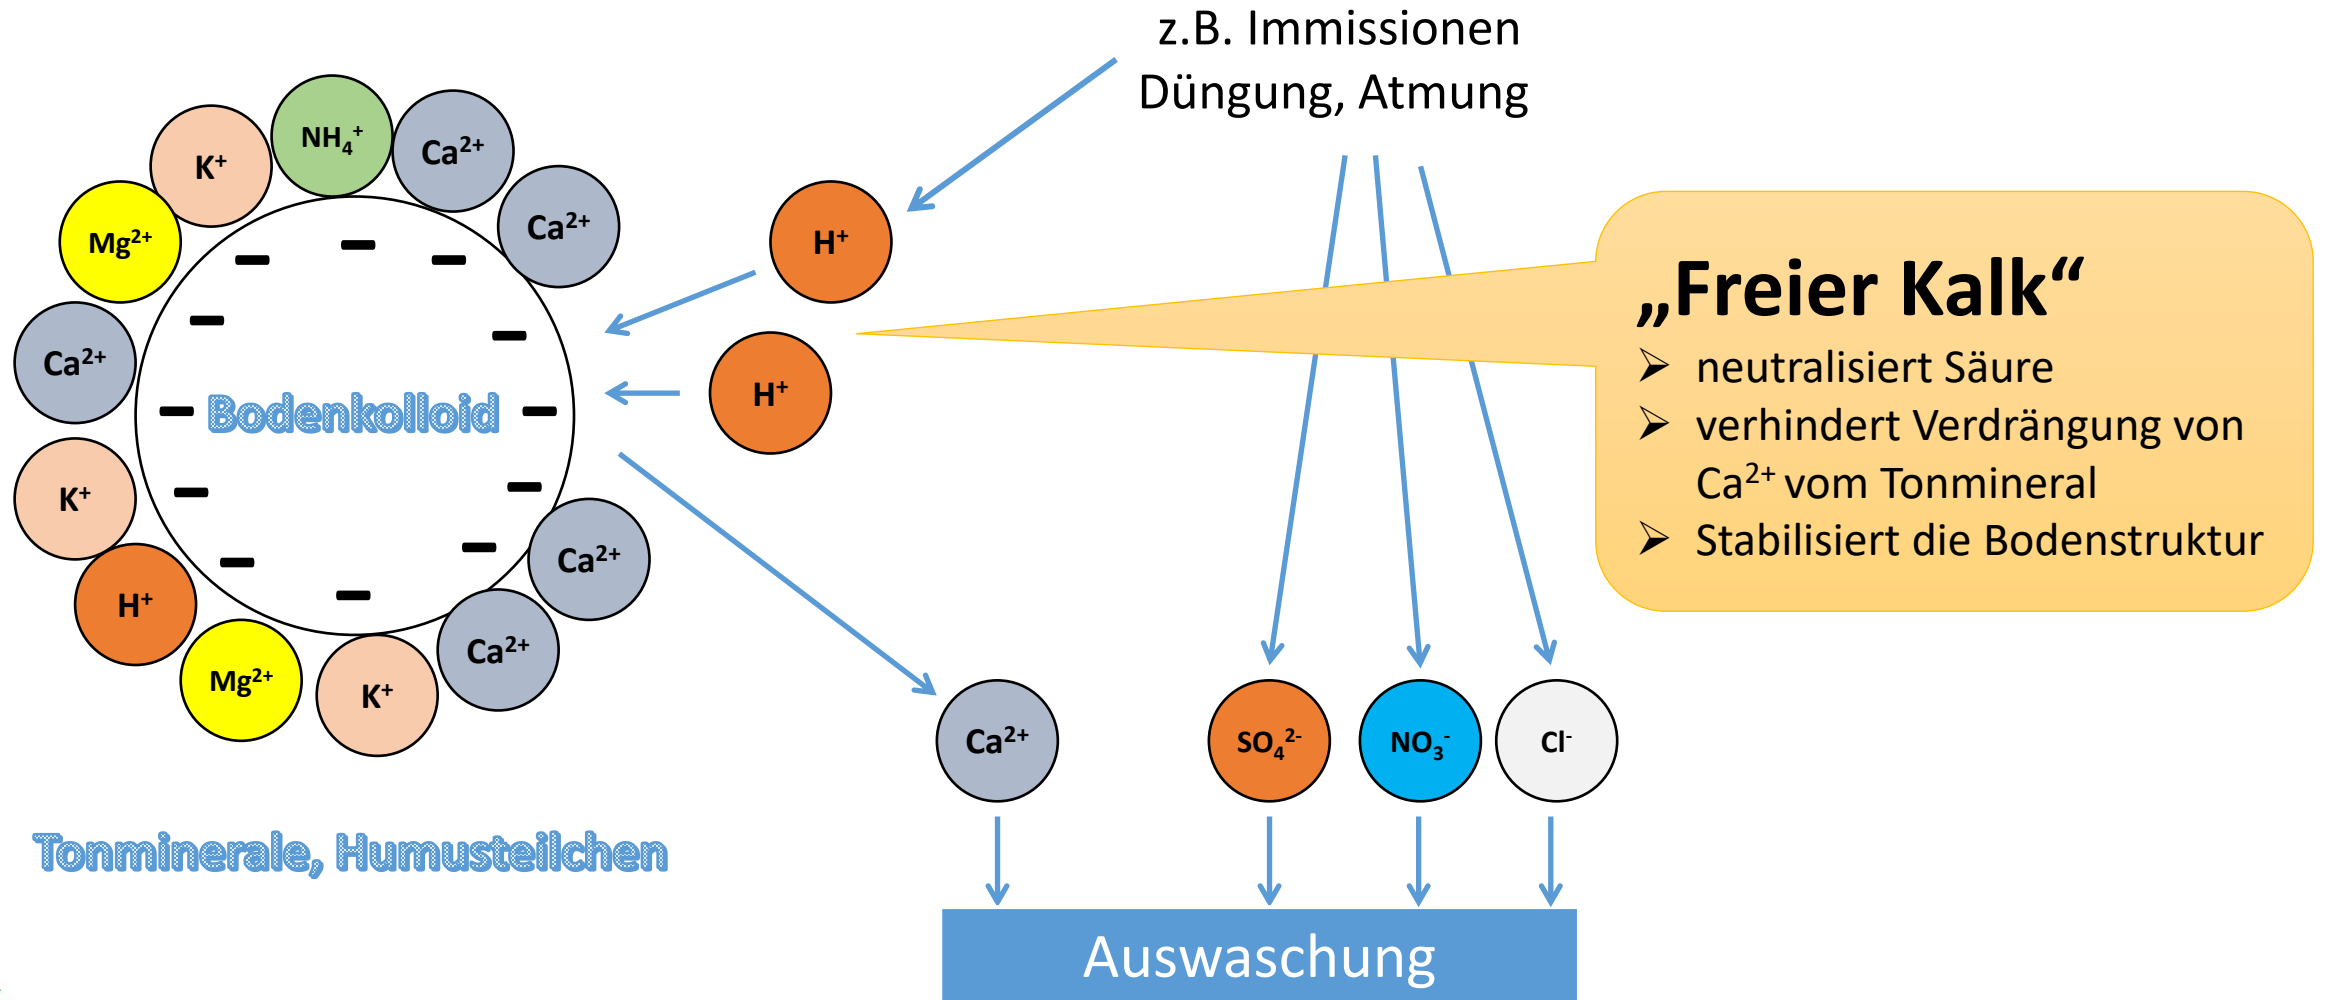 z.B. Immissionen
Düngung, Atmung
NH₄⁺
Ca²⁺
K⁺
Ca²⁺
Mg²⁺
H⁺
Ca²⁺
K⁺
H⁺
Mg²⁺
K⁺
Ca²⁺
Ca²⁺
Bodenkolloid
H⁺
„Freier Kalk“
➢ neutralisiert Säure
➢ verhindert Verdrängung von
Ca²⁺ vom Tonmineral
➢ Stabilisiert die Bodenstruktur
Ca²⁺
SO₄²⁻
NO₃⁻
Cl⁻
Tonminerale, Humusteilchen
Auswaschung